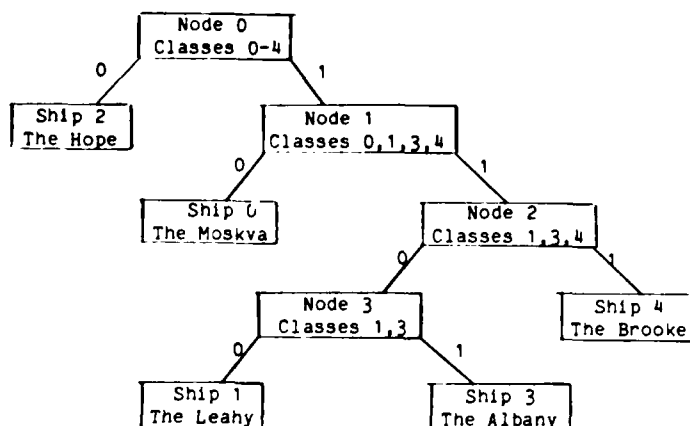 Node 0
Classes 0-4
0
1
Ship 2
The Hope
Node 1
Classes 0,1,3,4
0
1
Ship 0
The Moskva
Node 2
Classes 1,3,4
0
1
Node 3
Classes 1,3
Ship 4
The Brooke
0
1
Ship 1
The Leahy
Ship 3
The Albany